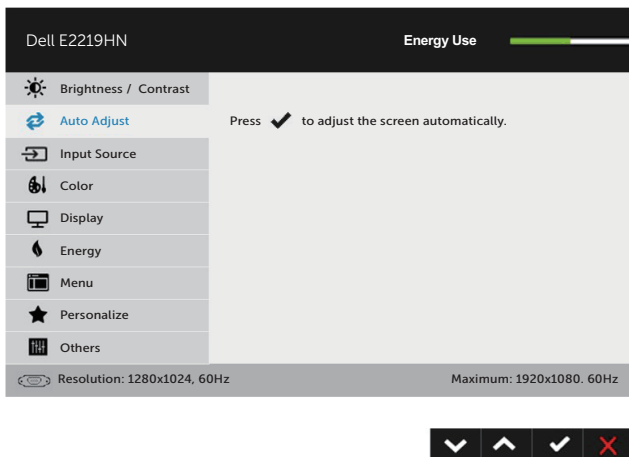 Dell E2219HN
Energy Use
Brightness / Contrast
Auto Adjust
Press ✔ to adjust the screen automatically.
Input Source
Color
Display
Energy
Menu
Personalize
Others
Resolution: 1280x1024, 60Hz
Maximum: 1920x1080. 60Hz